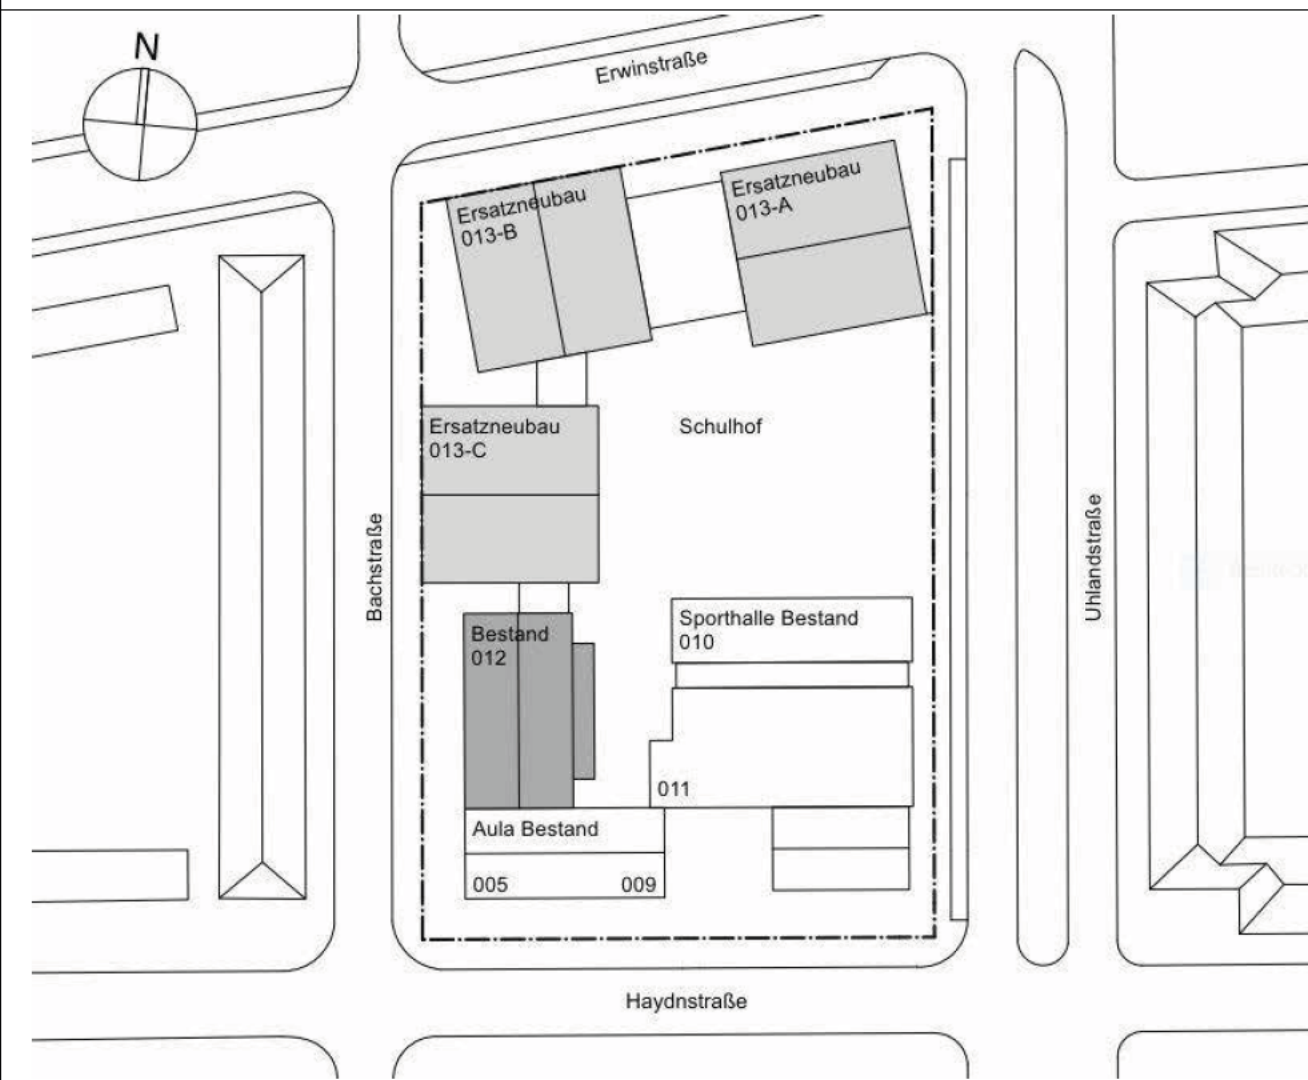 N
Erwinstraße
Ersatzneubau
013-A
Ersatzneubau
013-B
Ersatzneubau
013-C
Schulhof
Bachstraße
Uhlandstraße
Bestand
012
Sporthalle Bestand
010
011
Aula Bestand
005
009
Haydnstraße